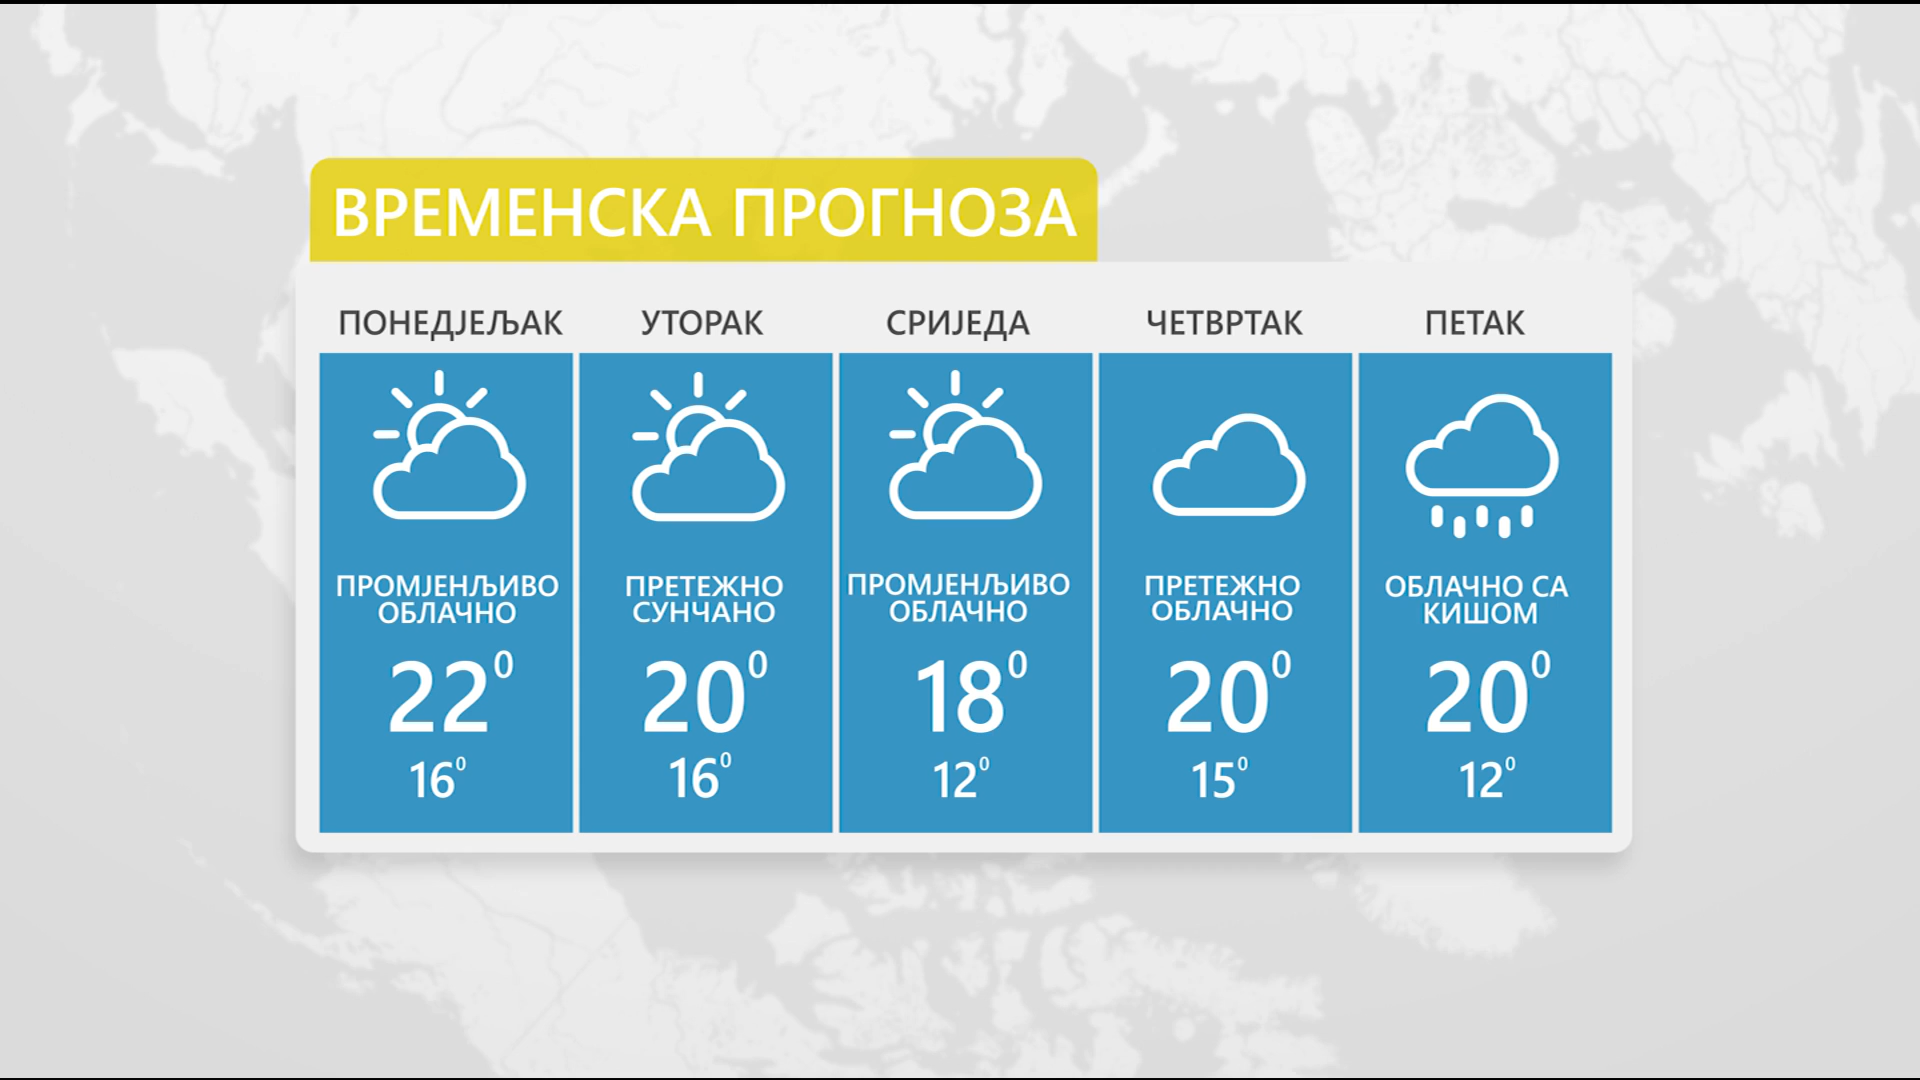 ВРЕМЕНСКА ПРОГНОЗА
ПОНЕДЈЕЉАК
ПРОМЈЕНЉИВО
ОБЛАЧНО
22⁰
16⁰
УТОРАК
ПРЕТЕЖНО
СУНЧАНО
20⁰
16⁰
СРИЈЕДА
ПРОМЈЕНЉИВО
ОБЛАЧНО
18⁰
12⁰
ЧЕТВРТАК
ПРЕТЕЖНО
ОБЛАЧНО
20⁰
15⁰
ПЕТАК
ОБЛАЧНО СА
КИШОМ
20⁰
12⁰